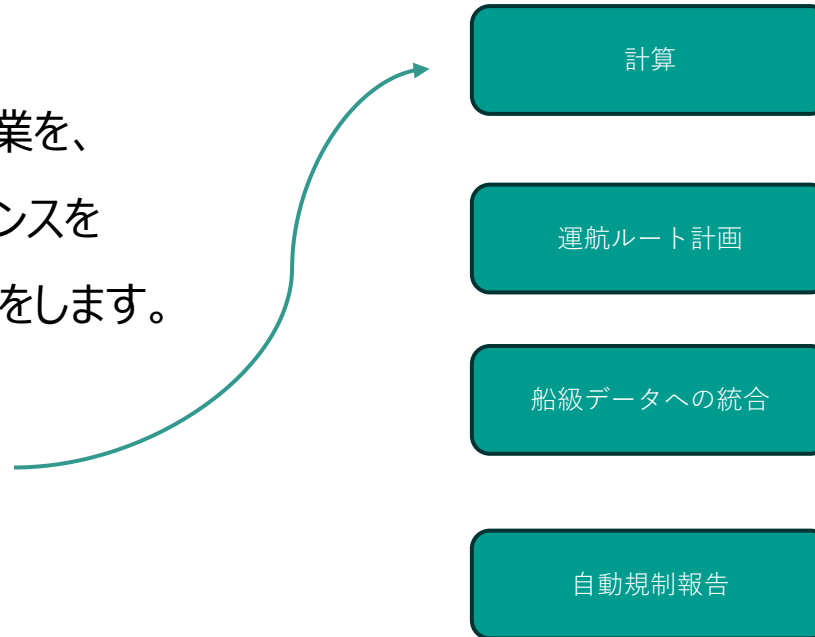 業を、
ンスを
をします。
計算
運航ルート計画
船級データへの統合
自動規制報告